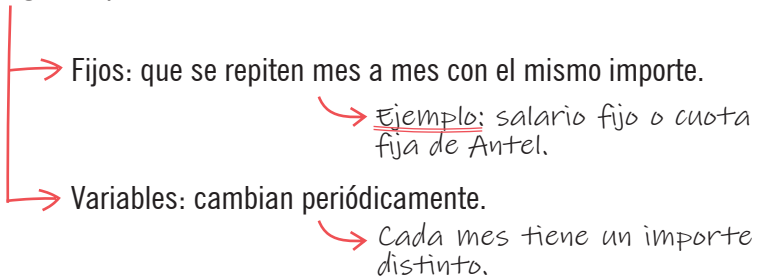 Fijos: que se repiten mes a mes con el mismo importe.
Ejemplo: salario fijo o cuota
fija de Antel.
Variables: cambian periódicamente.
Cada mes tiene un importe
distinto.